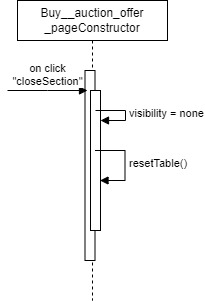 Buy__auction_offer
_pageConstructor
on click
"closeSection"
visibility = none
resetTable()